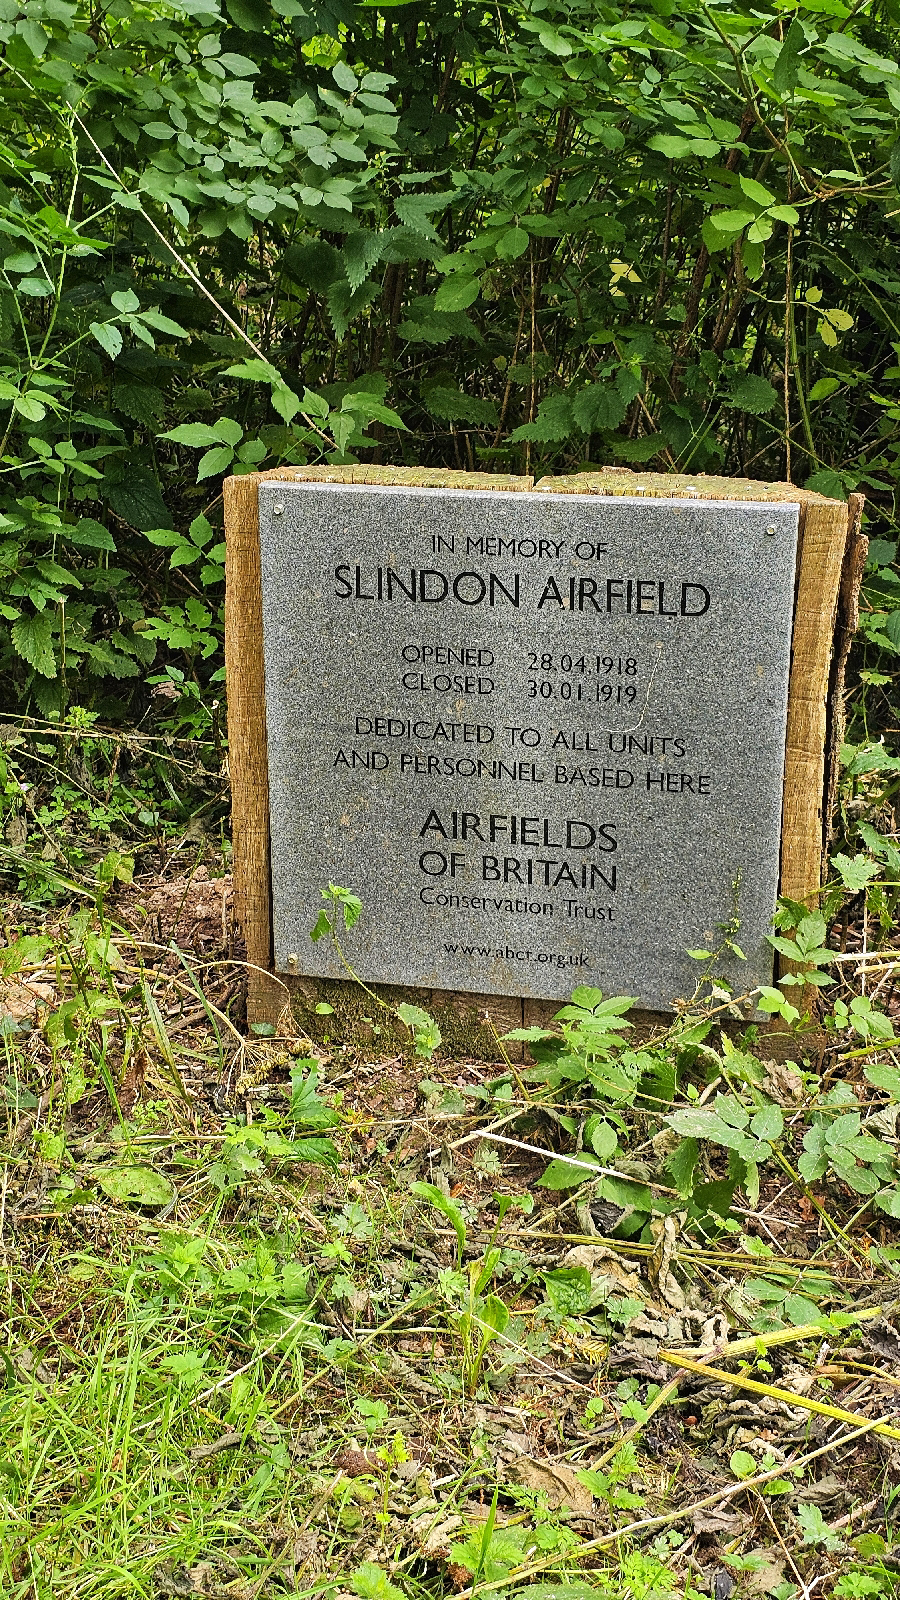 IN MEMORY OF
SLINDON AIRFIELD
OPENED 28.04.1918
CLOSED 30.01.1919
DEDICATED TO ALL UNITS
AND PERSONNEL BASED HERE
AIRFIELDS
OF BRITAIN
Conservation Trust
www.abct.org.uk